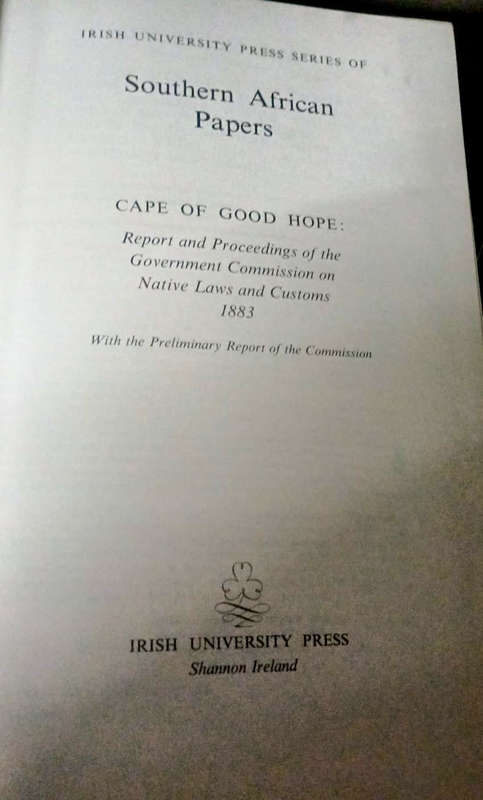 IRISH UNIVERSITY PRESS SERIES OF
Southern African
Papers
CAPE OF GOOD HOPE:
Report and Proceedings of the
Government Commission on
Native Laws and Customs
1883
With the Preliminary Report of the Commission
IRISH UNIVERSITY PRESS
Shannon Ireland